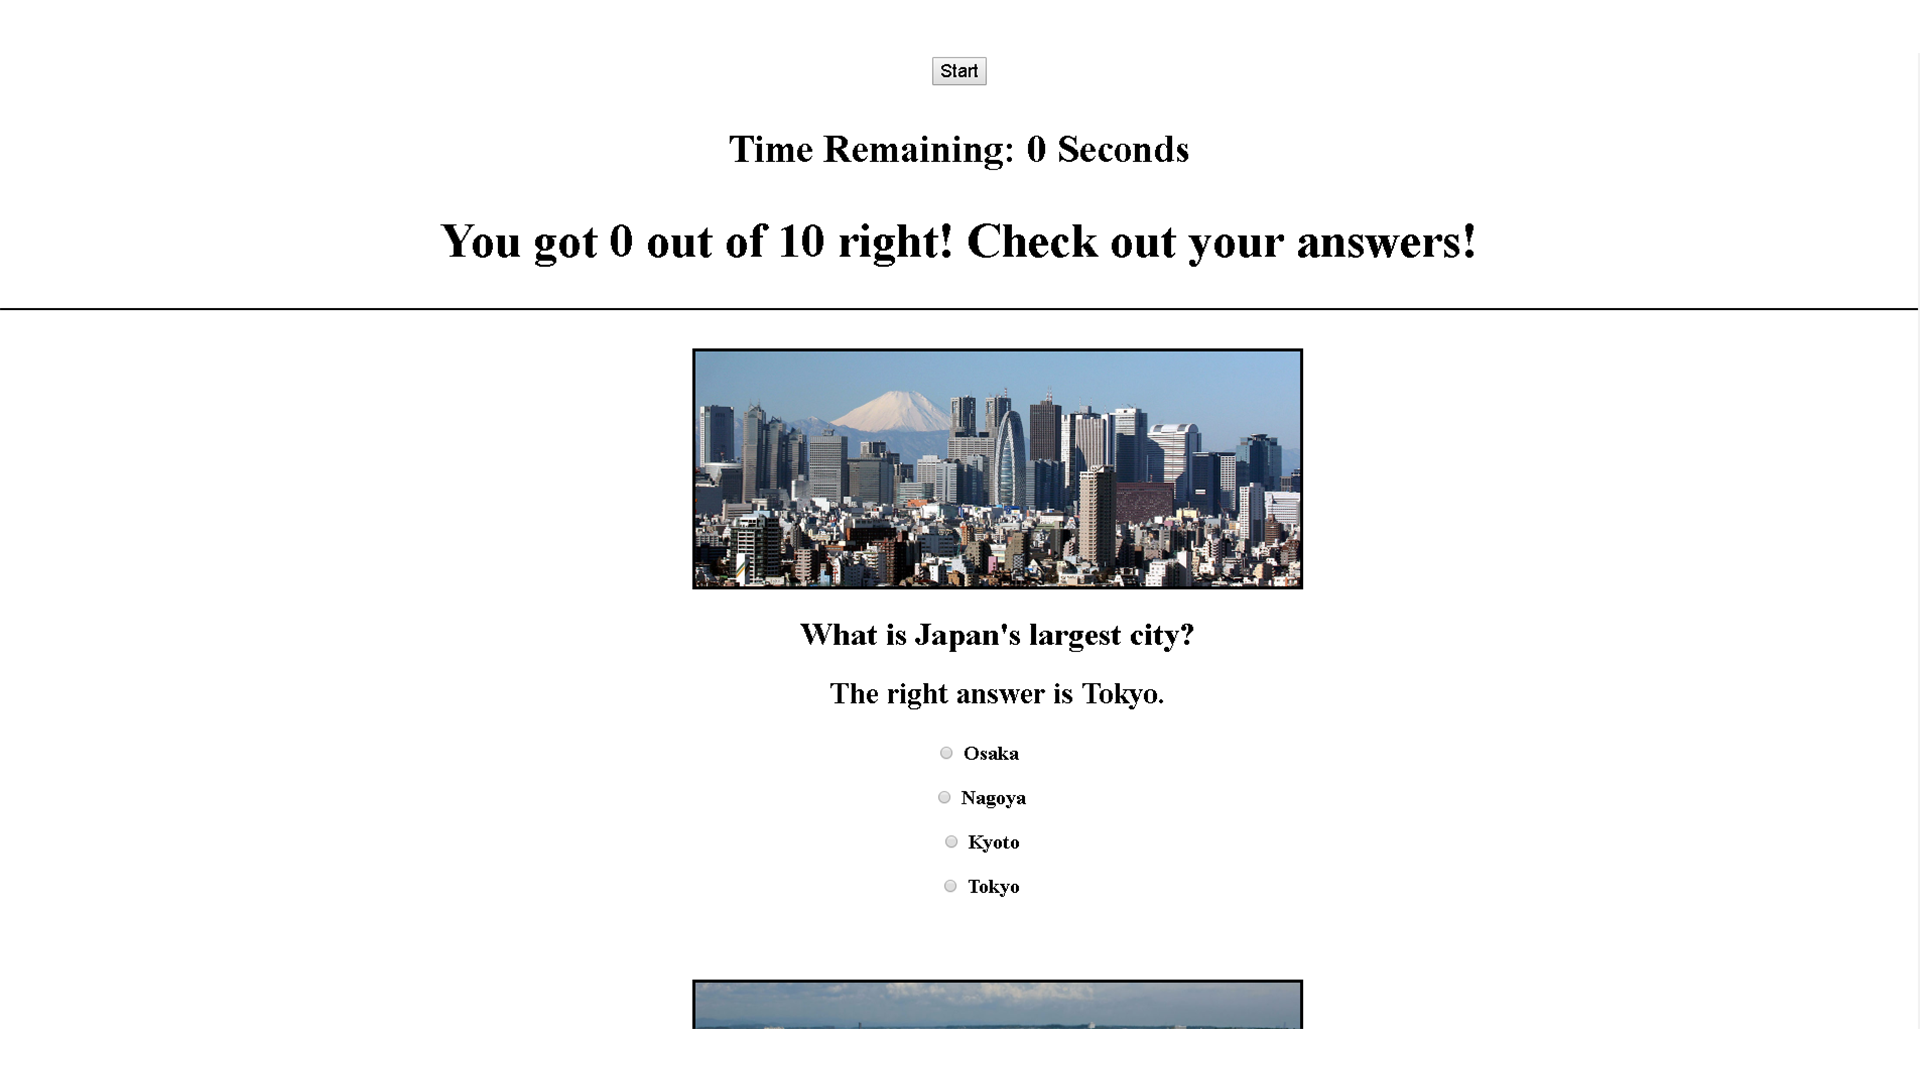 Start
Time Remaining: 0 Seconds
You got 0 out of 10 right! Check out your answers!
What is Japan's largest city?
The right answer is Tokyo.
Osaka
Nagoya
Kyoto
Tokyo